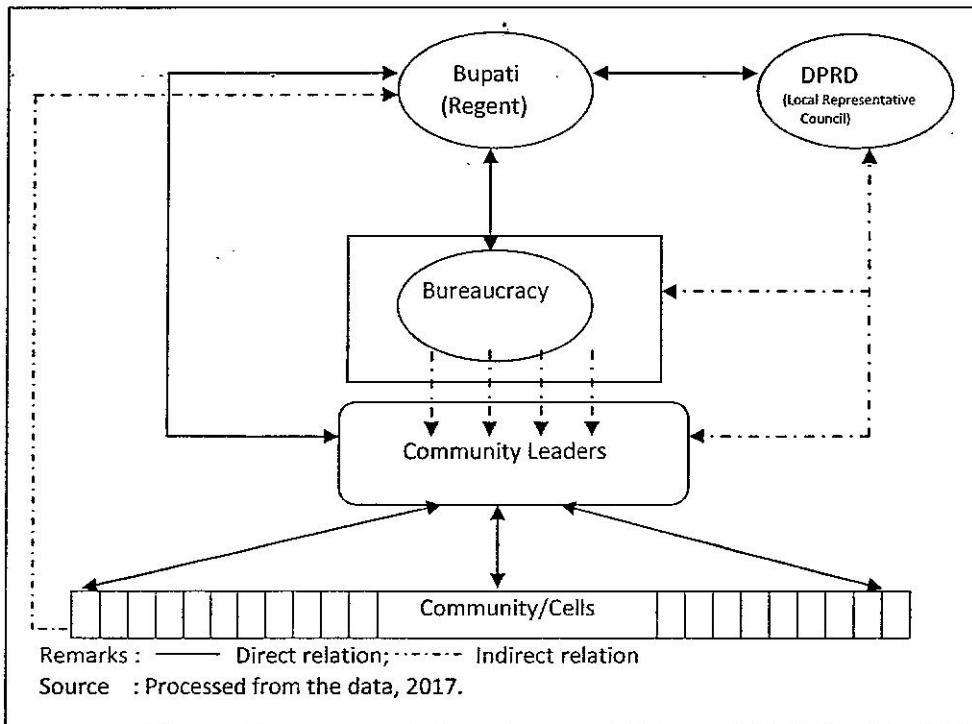 Bupati
(Regent)
DPRD
(Local Representative
Council)
Bureaucracy
Community Leaders
Community/Cells
Remarks : Direct relation; Indirect relation
Source : Processed from the data, 2017.